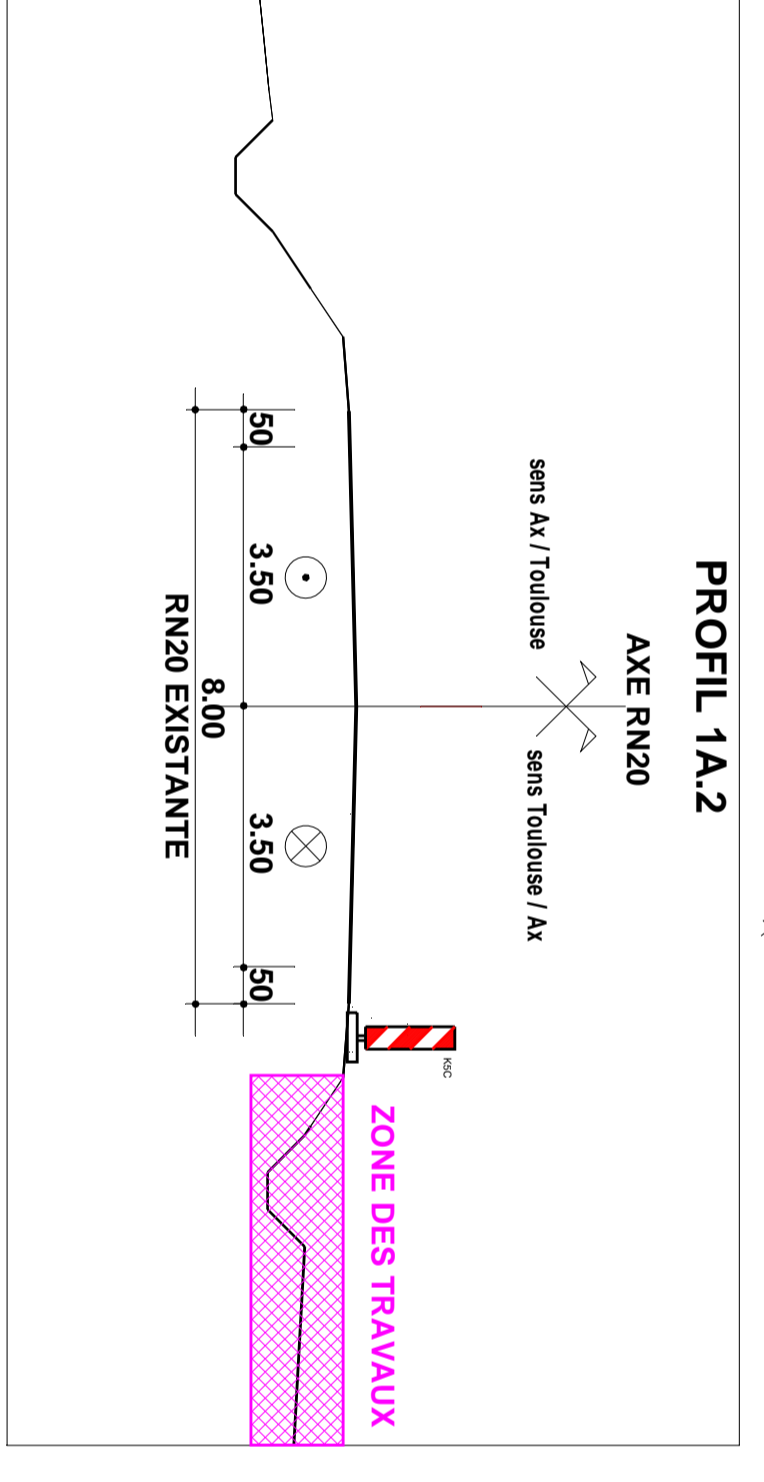 PROFIL 1A.2
AXE RN20
sens Ax / Toulouse
sens Toulouse / Ax
K5C
ZONE DES TRAVAUX
50
3.50
3.50
50
8.00
RN20 EXISTANTE